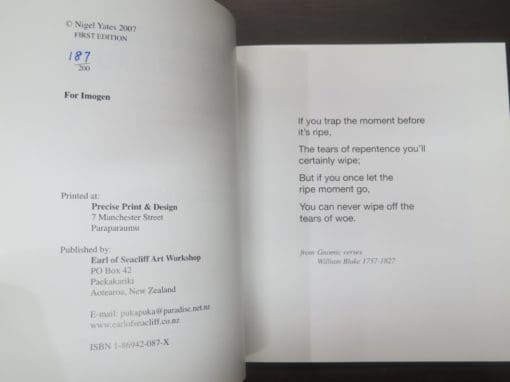 © Nigel Yates 2007
FIRST EDITION
187
200
For Imogen
Printed at:
Precise Print & Design
7 Manchester Street
Paraparaumu
Published by:
Earl of Seacliff Art Workshop
PO Box 42
Paekakariki
Aotearoa, New Zealand
E-mail: pukapuka@paradise.net.nz
www.earlofseacliff.co.nz
ISBN 1-86942-087-X
If you trap the moment before
it's ripe,
The tears of repentence you'll
certainly wipe;
But if you once let the
ripe moment go,
You can never wipe off the
tears of woe.
from Gnomic verses
William Blake 1757-1827